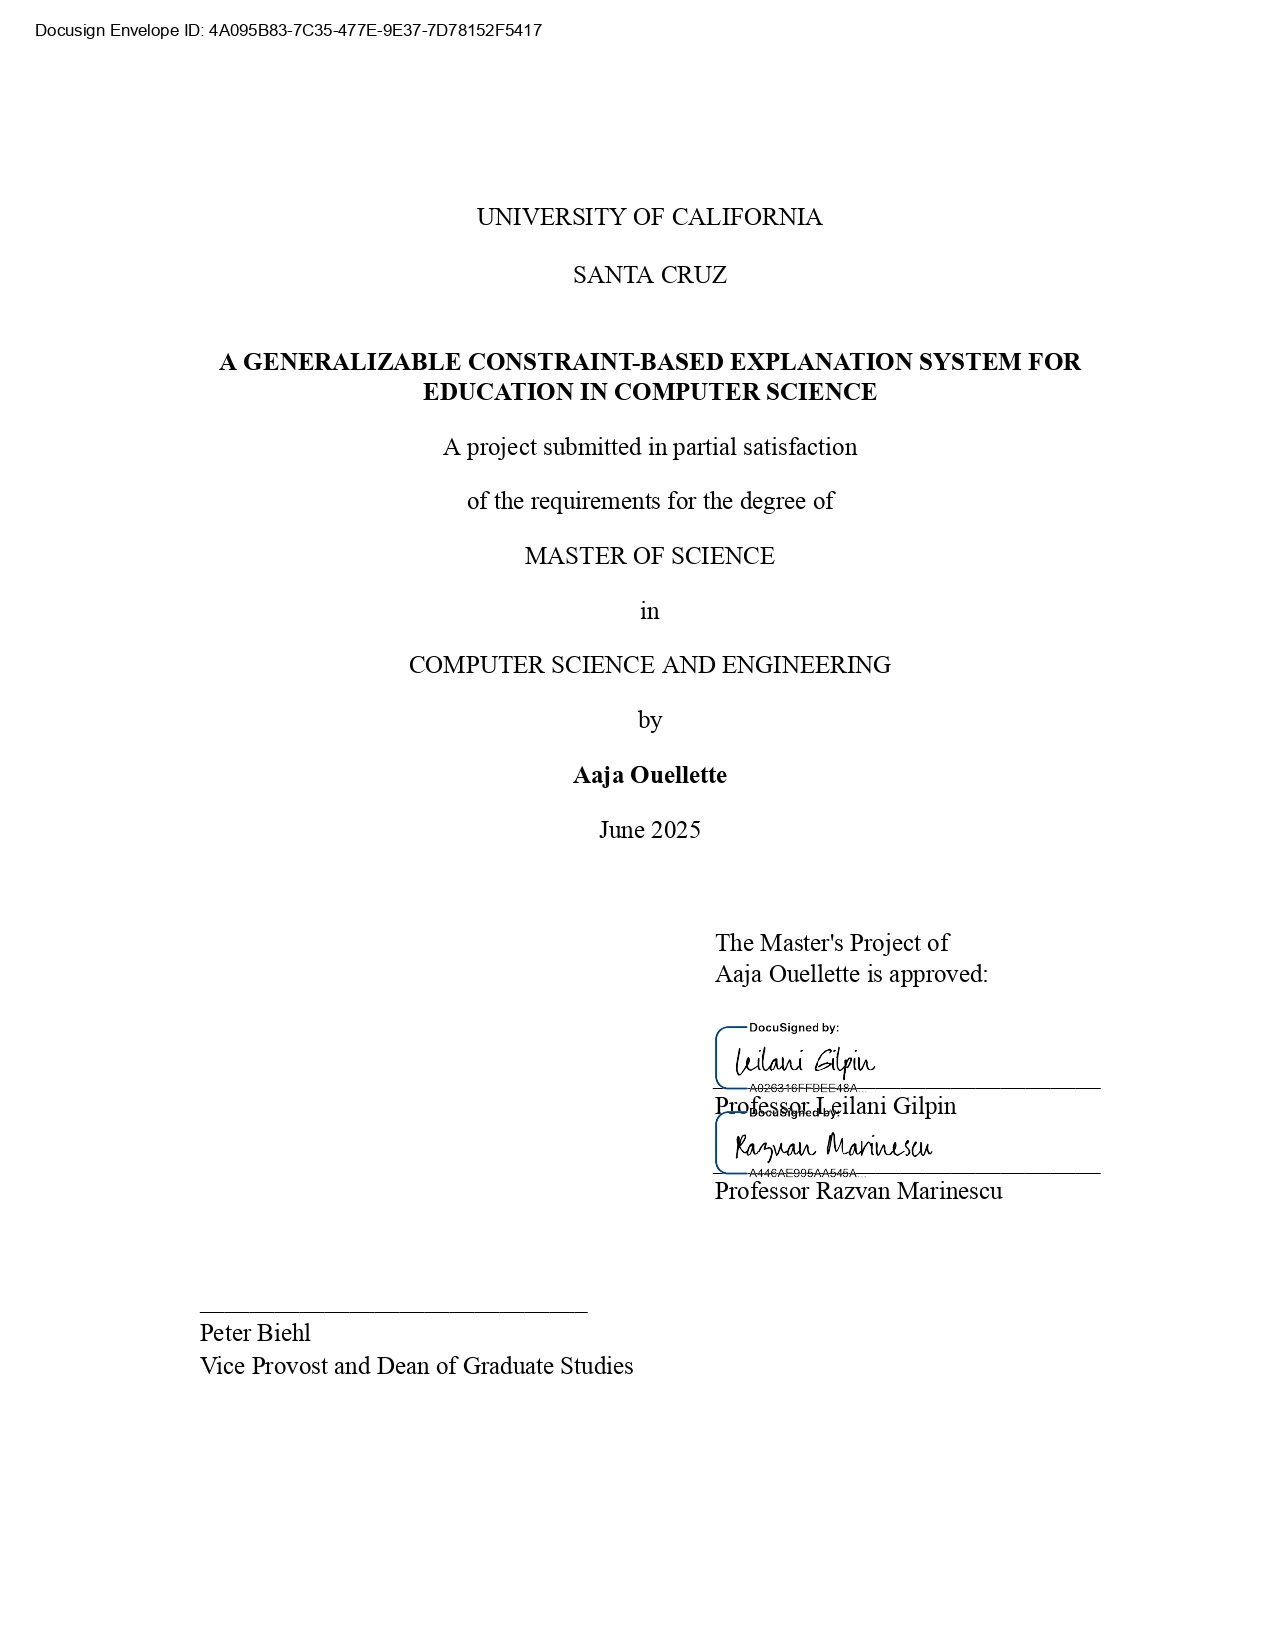 Docusign Envelope ID: 4A095B83-7C35-477E-9E37-7D78152F5417
UNIVERSITY OF CALIFORNIA
SANTA CRUZ
A GENERALIZABLE CONSTRAINT-BASED EXPLANATION SYSTEM FOR
EDUCATION IN COMPUTER SCIENCE
A project submitted in partial satisfaction
of the requirements for the degree of
MASTER OF SCIENCE
in
COMPUTER SCIENCE AND ENGINEERING
by
Aaja Ouellette
June 2025
The Master's Project of
Aaja Ouellette is approved:
DocuSigned by:
Leilani Gilpin
A026316FFDEE48A...
Professor Leilani Gilpin
DocuSigned by:
Razvan Marinescu
A446AE995AA545A...
Professor Razvan Marinescu
Peter Biehl
Vice Provost and Dean of Graduate Studies